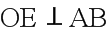 OE ⊥ AB